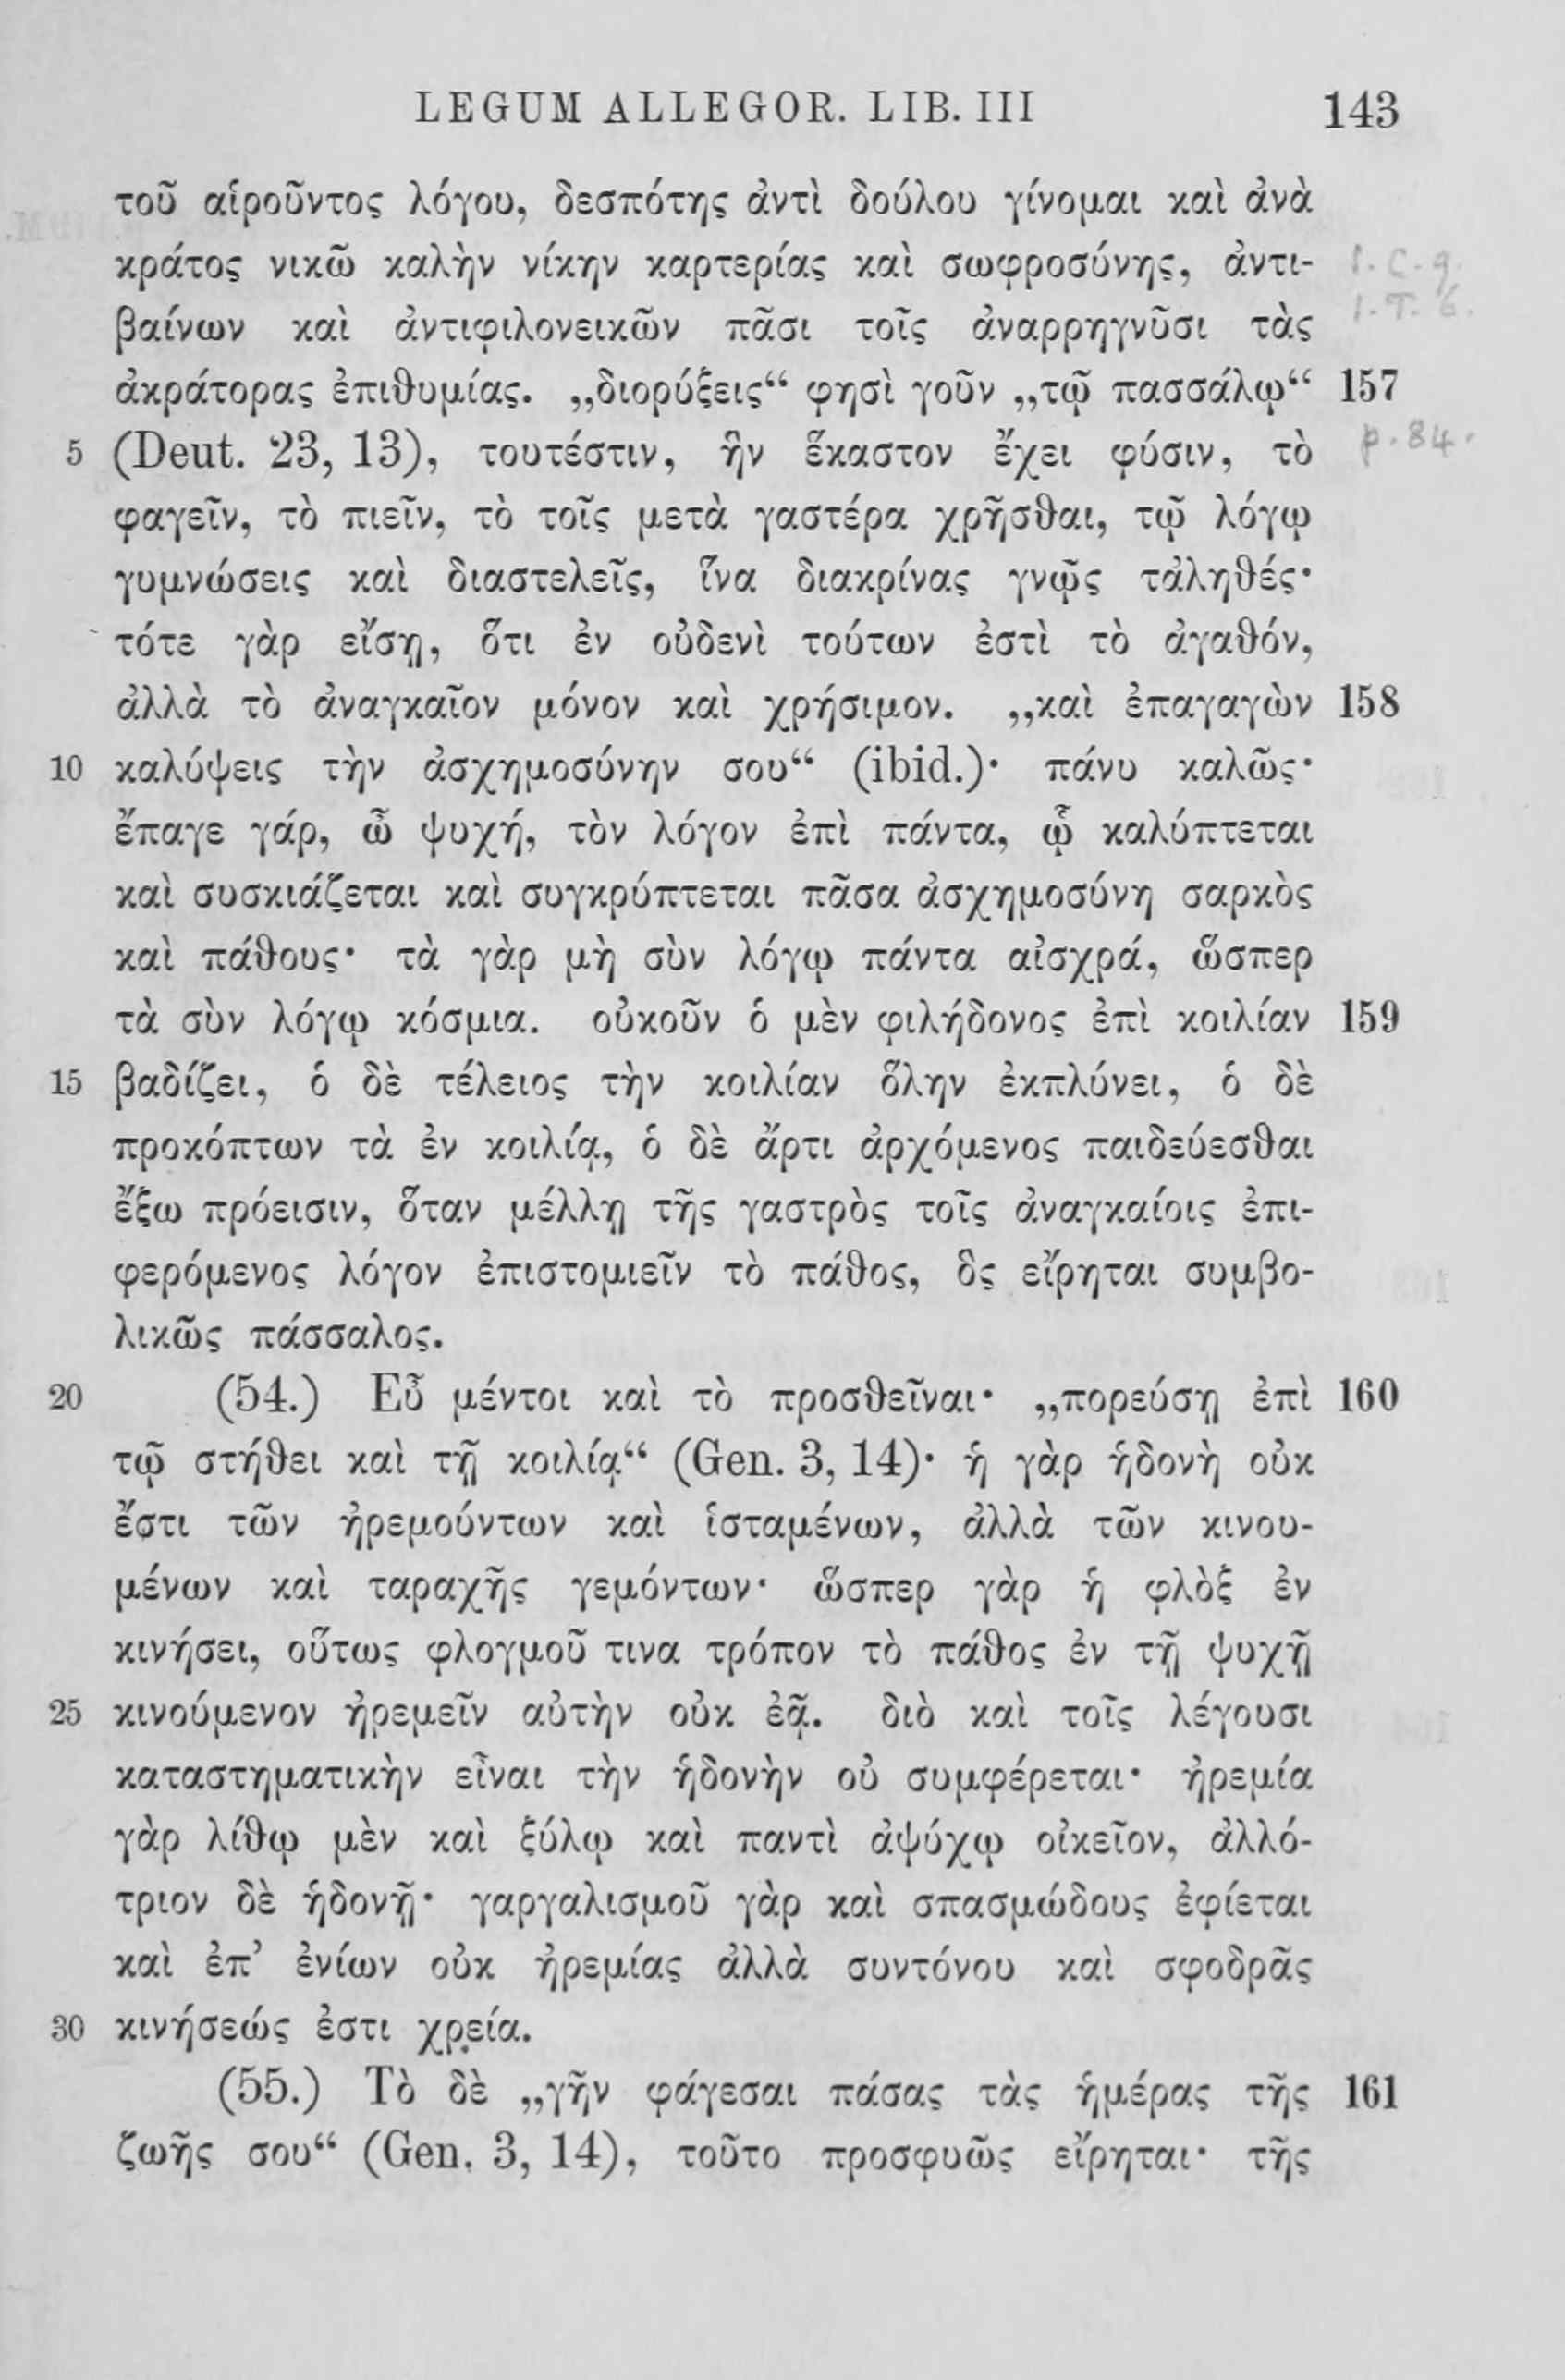 LEGUM ALLEGOR. LIB. III 143
τοῦ αἱροῦντος λόγου, δεσπότης ἀντὶ δούλου γίνομαι καὶ ἀνὰ
κράτος νικῶ καλὴν νίκην καρτερίας καὶ σωφροσύνης, ἀντι-
βαίνων καὶ ἀντιφιλονεικῶν πᾶσι τοῖς ἀναρρηγνῦσι τὰς
ἀκράτορας ἐπιθυμίας. „διορύξεις“ φησὶ γοῦν „τῷ πασσάλῳ“ 157
5 (Deut. 23, 13), τουτέστιν, ἣν ἕκαστον ἔχει φύσιν, τὸ p. 84.
φαγεῖν, τὸ πιεῖν, τὸ τοῖς μετὰ γαστέρα χρῆσθαι, τῷ λόγῳ
γυμνώσεις καὶ διαστελεῖς, ἵνα διακρίνας γνῷς τἀληθές·
τότε γὰρ εἴσῃ, ὅτι ἐν οὐδενὶ τούτων ἐστὶ τὸ ἀγαθόν,
ἀλλὰ τὸ ἀναγκαῖον μόνον καὶ χρήσιμον. „καὶ ἐπαγαγὼν 158
10 καλύψεις τὴν ἀσχημοσύνην σου“ (ibid.)· πάνυ καλῶς·
ἔπαγε γάρ, ὦ ψυχή, τὸν λόγον ἐπὶ πάντα, ᾧ καλύπτεται
καὶ συσκιάζεται καὶ συγκρύπτεται πᾶσα ἀσχημοσύνη σαρκὸς
καὶ πάθους· τὰ γὰρ μὴ σὺν λόγῳ πάντα αἰσχρά, ὥσπερ
τὰ σὺν λόγῳ κόσμια. οὐκοῦν ὁ μὲν φιλήδονος ἐπὶ κοιλίαν 159
15 βαδίζει, ὁ δὲ τέλειος τὴν κοιλίαν ὅλην ἐκπλύνει, ὁ δὲ
προκόπτων τὰ ἐν κοιλίᾳ, ὁ δὲ ἄρτι ἀρχόμενος παιδεύεσθαι
ἔξω πρόεισιν, ὅταν μέλλῃ τῆς γαστρὸς τοῖς ἀναγκαίοις ἐπι-
φερόμενος λόγον ἐπιστομιεῖν τὸ πάθος, ὃς εἴρηται συμβο-
λικῶς πάσσαλος.
20 (54.) Εὖ μέντοι καὶ τὸ προσθεῖναι· „πορεύσῃ ἐπὶ 160
τῷ στήθει καὶ τῇ κοιλίᾳ“ (Gen. 3, 14)· ἡ γὰρ ἡδονὴ οὐκ
ἔστι τῶν ἠρεμούντων καὶ ἱσταμένων, ἀλλὰ τῶν κινου-
μένων καὶ ταραχῆς γεμόντων· ὥσπερ γὰρ ἡ φλὸξ ἐν
κινήσει, οὕτως φλογμοῦ τινα τρόπον τὸ πάθος ἐν τῇ ψυχῇ
25 κινούμενον ἠρεμεῖν αὐτὴν οὐκ ἐᾷ. διὸ καὶ τοῖς λέγουσι
καταστηματικὴν εἶναι τὴν ἡδονὴν οὐ συμφέρεται· ἠρεμία
γὰρ λίθῳ μὲν καὶ ξύλῳ καὶ παντὶ ἀψύχῳ οἰκεῖον, ἀλλό-
τριον δὲ ἡδονῇ· γαργαλισμοῦ γὰρ καὶ σπασμώδους ἐφίεται
καὶ ἐπ’ ἐνίων οὐκ ἠρεμίας ἀλλὰ συντόνου καὶ σφοδρᾶς
30 κινήσεώς ἐστι χρεία.
(55.) Τὸ δὲ „γῆν φάγεσαι πάσας τὰς ἡμέρας τῆς 161
ζωῆς σου“ (Gen. 3, 14), τοῦτο προσφυῶς εἴρηται· τῆς